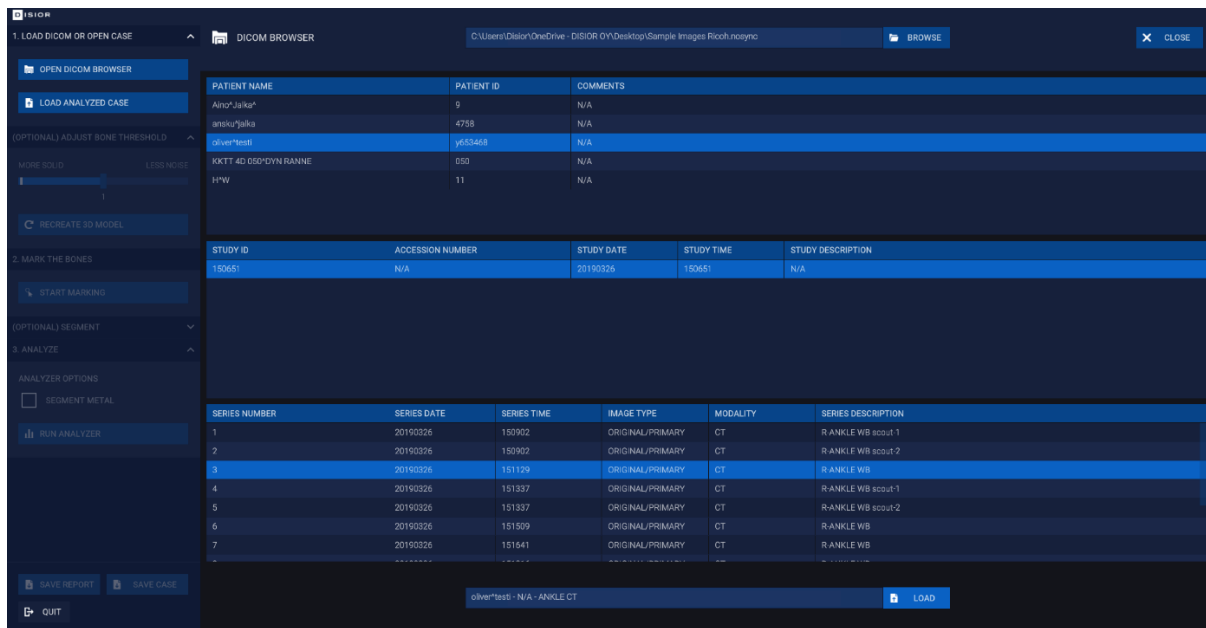 DISIOR
1. LOAD DICOM OR OPEN CASE
OPEN DICOM BROWSER
LOAD ANALYZED CASE
(OPTIONAL) ADJUST BONE THRESHOLD
MORE SOLID LESS NOISE
1
RECREATE 3D MODEL
2. MARK THE BONES
START MARKING
(OPTIONAL) SEGMENT
3. ANALYZE
ANALYZER OPTIONS
SEGMENT METAL
RUN ANALYZER
SAVE REPORT SAVE CASE
QUIT
DICOM BROWSER C:\Users\Disior\OneDrive - DISIOR OY\Desktop\Sample Images Ricoh.nosync BROWSE X CLOSE
PATIENT NAME PATIENT ID COMMENTS
Aino^Jalka^ 9 N/A
ansku^jalka 4758 N/A
oliver^testi y653468 N/A
KKTT 4D 050^DYN RANNE 050 N/A
H^W 11 N/A
STUDY ID ACCESSION NUMBER STUDY DATE STUDY TIME STUDY DESCRIPTION
150651 N/A 20190326 150651 N/A
SERIES NUMBER SERIES DATE SERIES TIME IMAGE TYPE MODALITY SERIES DESCRIPTION
1 20190326 150902 ORIGINAL/PRIMARY CT R-ANKLE WB scout-1
2 20190326 150902 ORIGINAL/PRIMARY CT R-ANKLE WB scout-2
3 20190326 151129 ORIGINAL/PRIMARY CT R-ANKLE WB
4 20190326 151337 ORIGINAL/PRIMARY CT R-ANKLE WB scout-1
5 20190326 151337 ORIGINAL/PRIMARY CT R-ANKLE WB scout-2
6 20190326 151509 ORIGINAL/PRIMARY CT R-ANKLE WB
7 20190326 151641 ORIGINAL/PRIMARY CT R-ANKLE WB
oliver^testi - N/A - ANKLE CT LOAD